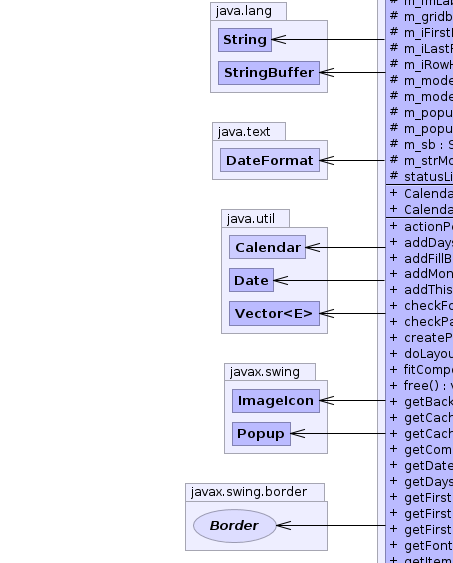 java.lang
String
StringBuffer
java.text
DateFormat
java.util
Calendar
Date
Vector<E>
javax.swing
ImageIcon
Popup
javax.swing.border
Border
# m_gridb
# m_iFirst
# m_iLastF
# m_iRowH
# m_mode
# m_mode
# m_popu
# m_popu
# m_sb : S
# m_strMo
# statusLi
+ Calenda
+ Calenda
+ actionPe
+ addDays
+ addFillB
+ addMon
+ addThis
+ checkFo
+ checkPa
+ createP
+ doLayou
+ fitCompo
+ free() : v
+ getBack
+ getCach
+ getCach
+ getCom
+ getDate
+ getDays
+ getFirst
+ getFirst
+ getFirst
+ getFont
+ getItem